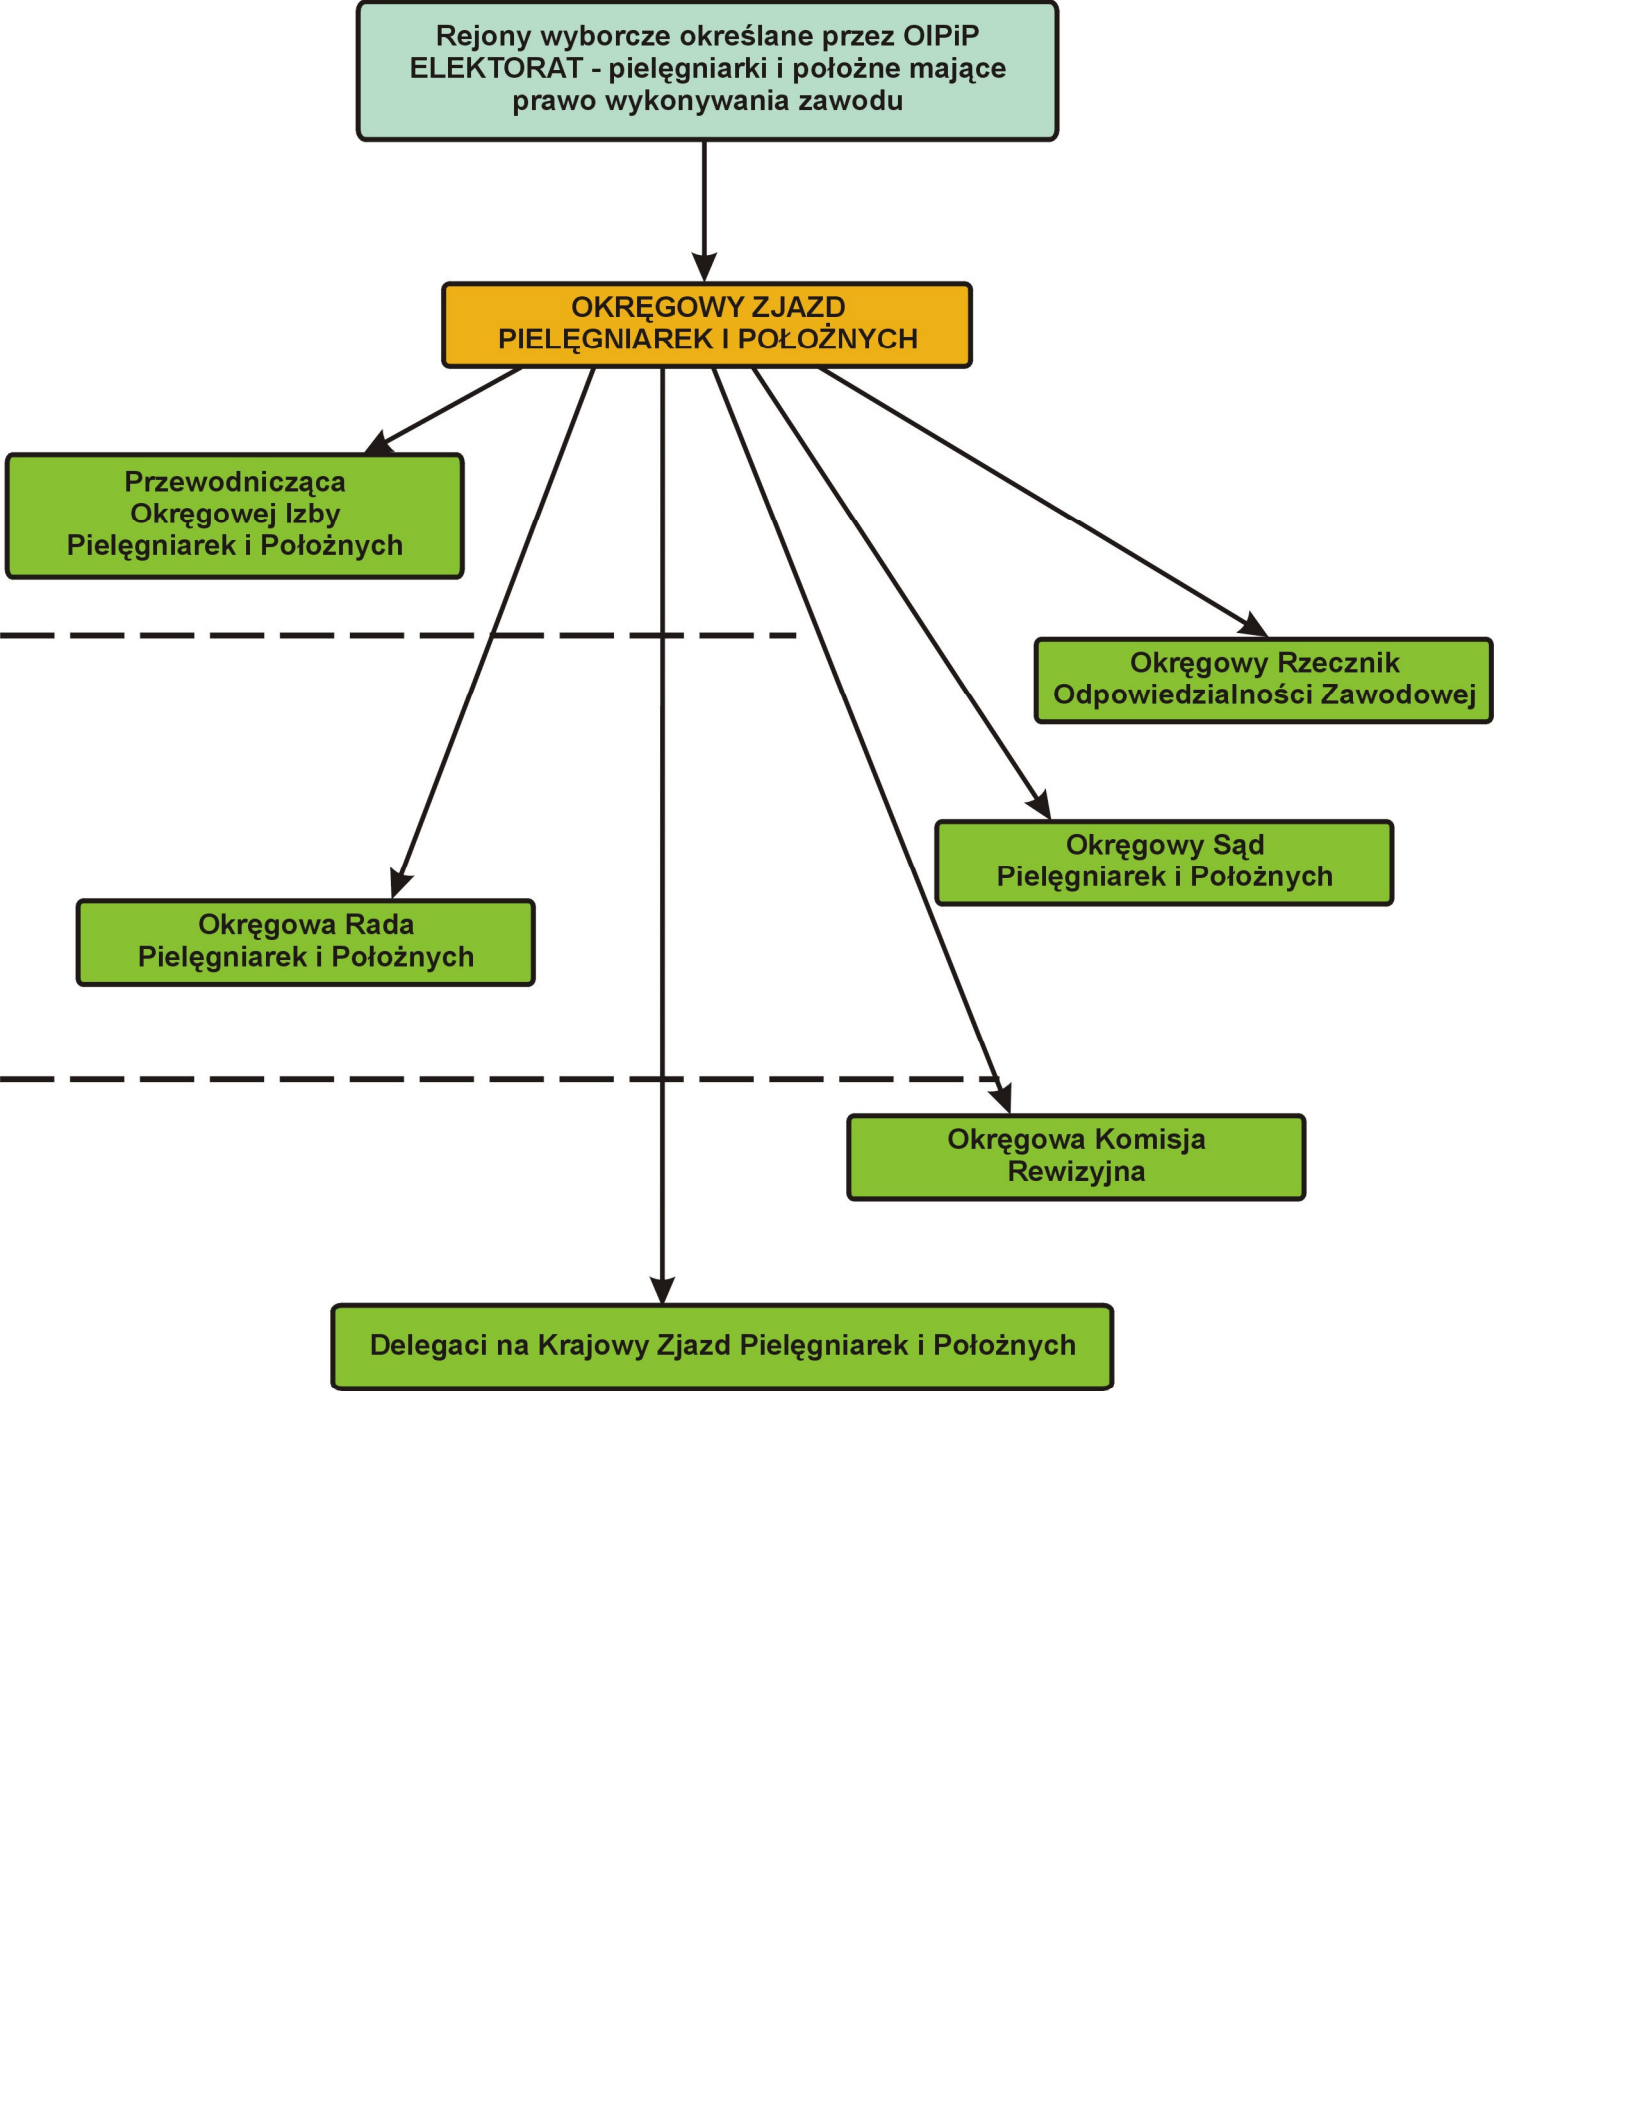 Rejony wyborcze określane przez OIPiP
ELEKTORAT - pielęgniarki i położne mające
prawo wykonywania zawodu
OKRĘGOWY ZJAZD
PIELĘGNIAREK I POŁOŻNYCH
Przewodnicząca
Okręgowej Izby
Pielęgniarek i Położnych
Okręgowy Rzecznik
Odpowiedzialności Zawodowej
Okręgowy Sąd
Pielęgniarek i Położnych
Okręgowa Rada
Pielęgniarek i Położnych
Okręgowa Komisja
Rewizyjna
Delegaci na Krajowy Zjazd Pielęgniarek i Położnych